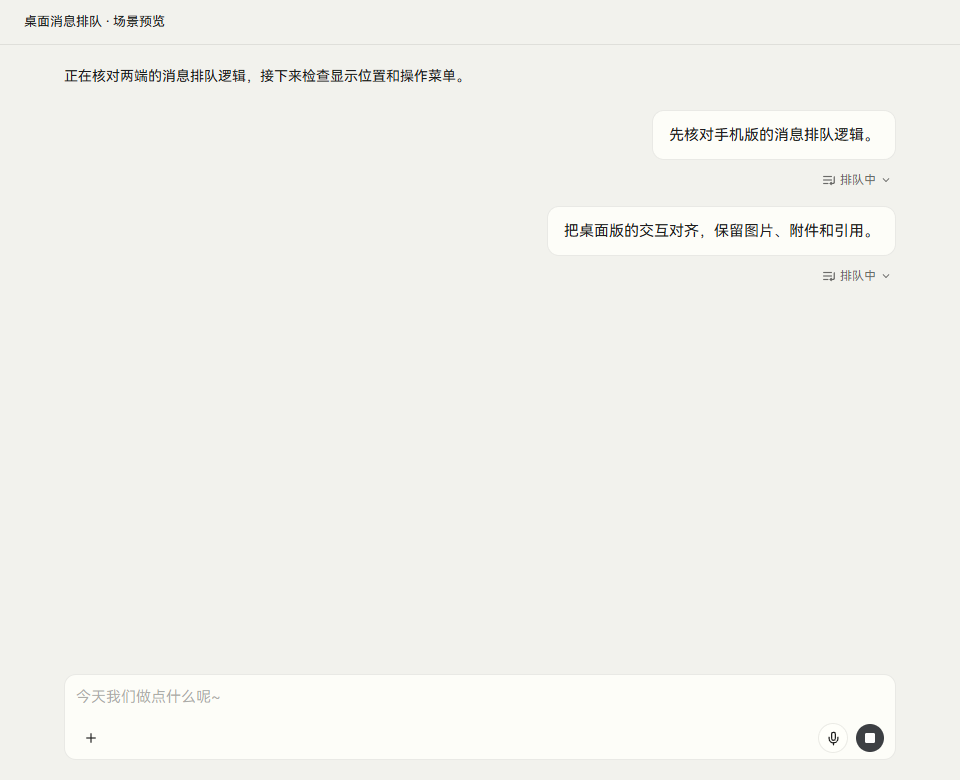 桌面消息排队 · 场景预览
正在核对两端的消息排队逻辑，接下来检查显示位置和操作菜单。
先核对手机版的消息排队逻辑。
排队中
把桌面版的交互对齐，保留图片、附件和引用。
排队中
今天我们做点什么呢~